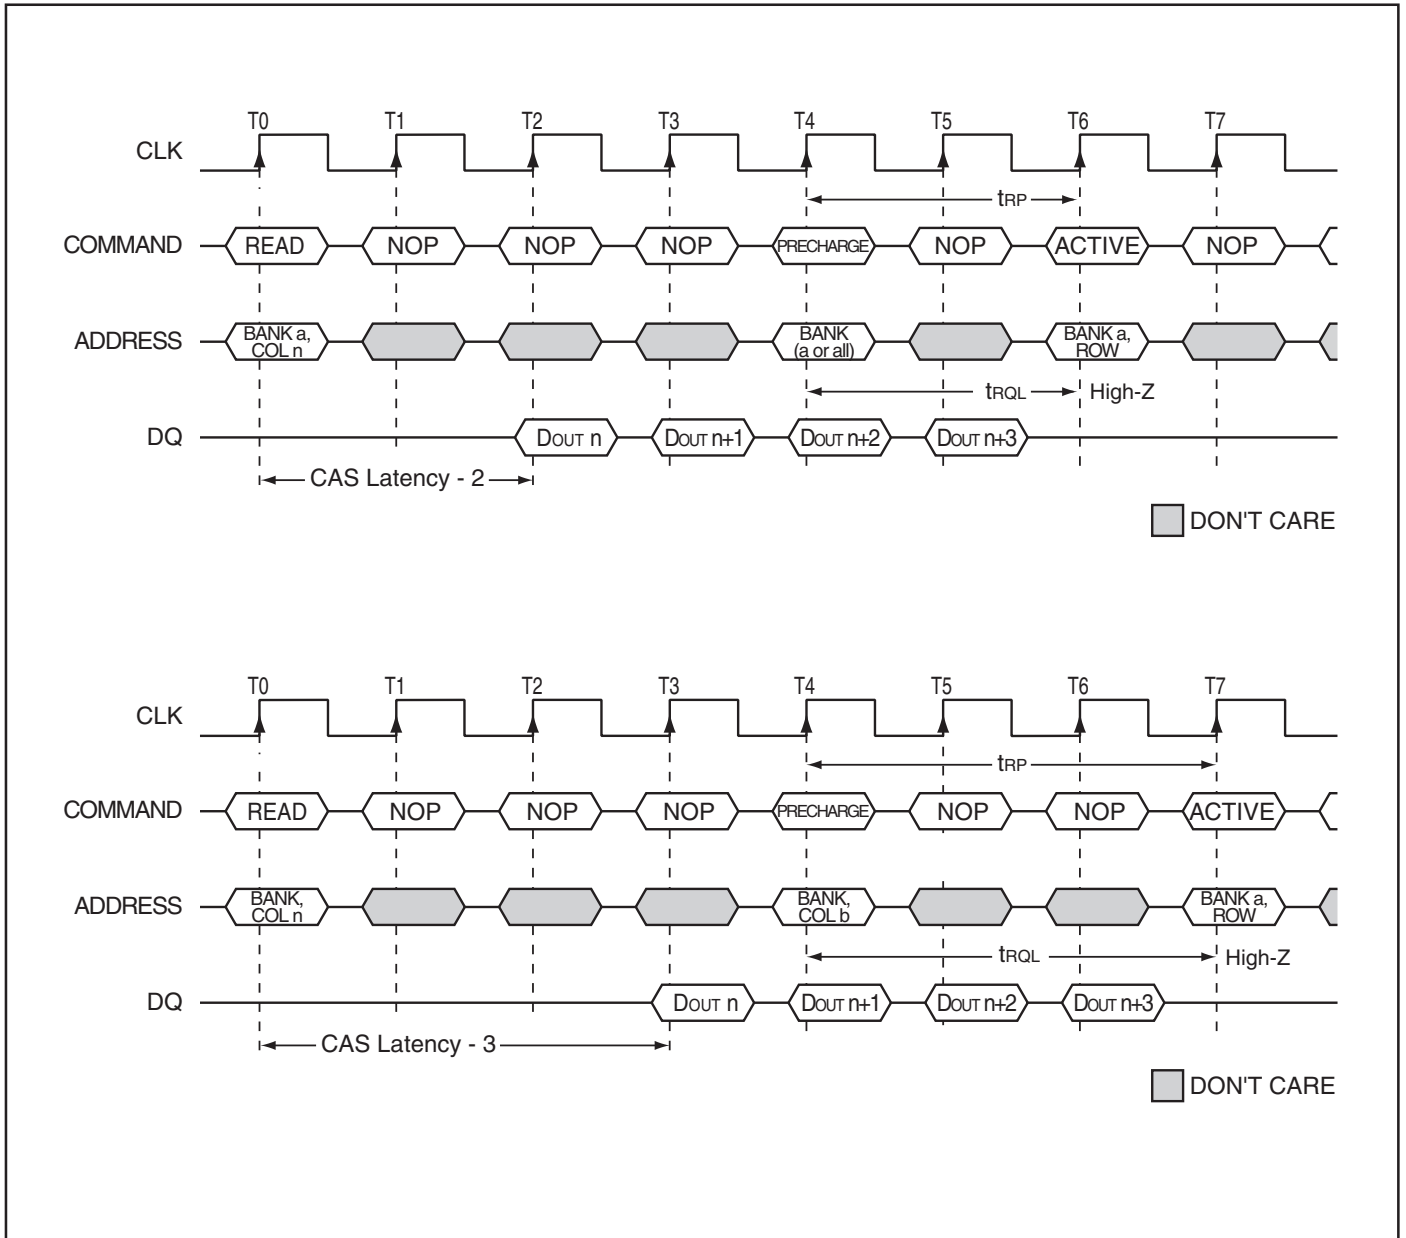 T0 T1 T2 T3 T4 T5 T6 T7
CLK
tRP
COMMAND READ NOP NOP NOP PRECHARGE NOP ACTIVE NOP
ADDRESS BANK a, COL n BANK (a or all) BANK a, ROW
tRQL High-Z
DQ DOUT n DOUT n+1 DOUT n+2 DOUT n+3
CAS Latency - 2
DON'T CARE
T0 T1 T2 T3 T4 T5 T6 T7
CLK
tRP
COMMAND READ NOP NOP NOP PRECHARGE NOP NOP ACTIVE
ADDRESS BANK, COL n BANK, COL b BANK a, ROW
tRQL High-Z
DQ DOUT n DOUT n+1 DOUT n+2 DOUT n+3
CAS Latency - 3
DON'T CARE